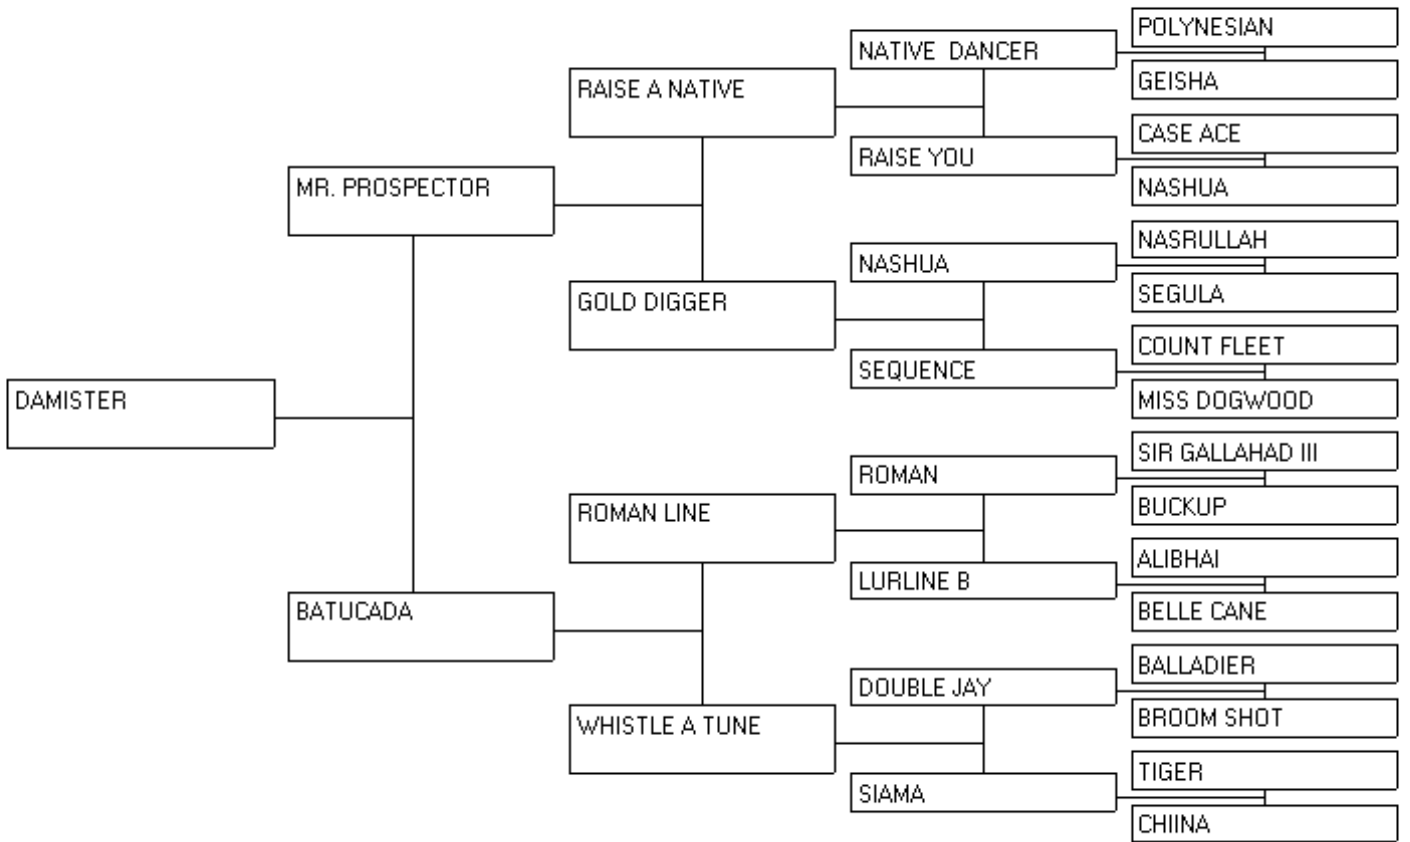 POLYNESIAN
NATIVE DANCER
GEISHA
RAISE A NATIVE
CASE ACE
RAISE YOU
NASHUA
MR. PROSPECTOR
NASRULLAH
NASHUA
SEGULA
GOLD DIGGER
COUNT FLEET
SEQUENCE
MISS DOGWOOD
DAMISTER
SIR GALLAHAD III
ROMAN
BUCKUP
ROMAN LINE
ALIBHAI
LURLINE B
BELLE CANE
BATUCADA
BALLADIER
DOUBLE JAY
BROOM SHOT
WHISTLE A TUNE
TIGER
SIAMA
CHIINA